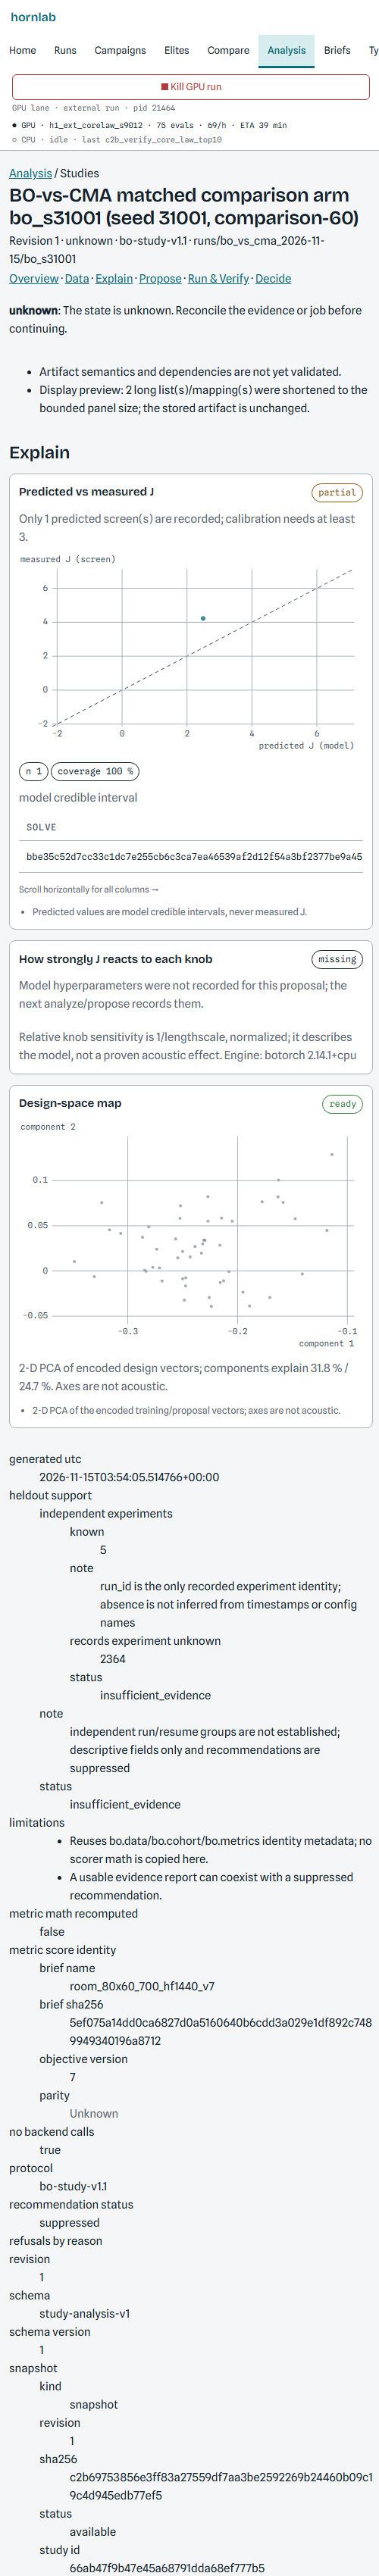 hornlab
Home Runs Campaigns Elites Compare Analysis Briefs Ty
Kill GPU run
GPU lane · external run · pid 21464
● GPU · h1_ext_corelaw_s9012 · 75 evals · 69/h · ETA 39 min
○ CPU · idle · last c2b_verify_core_law_top10
Analysis / Studies
BO-vs-CMA matched comparison arm
bo_s31001 (seed 31001, comparison-60)
Revision 1 · unknown · bo-study-v1.1 · runs/bo_vs_cma_2026-11-
15/bo_s31001
Overview · Data · Explain · Propose · Run & Verify · Decide
unknown: The state is unknown. Reconcile the evidence or job before
continuing.
• Artifact semantics and dependencies are not yet validated.
• Display preview: 2 long list(s)/mapping(s) were shortened to the
bounded panel size; the stored artifact is unchanged.
Explain
Predicted vs measured J
partial
Only 1 predicted screen(s) are recorded; calibration needs at least
3.
measured J (screen)
6
4
2
0
-2
-2 0 2 4 6
predicted J (model)
n 1 coverage 100 %
model credible interval
SOLVE
bbe35c52d7cc33c1dc7e255cb6c3ca7ea46539af2d12f54a3bf2377be9a45
Scroll horizontally for all columns →
• Predicted values are model credible intervals, never measured J.
How strongly J reacts to each knob
missing
Model hyperparameters were not recorded for this proposal; the
next analyze/propose records them.
Relative knob sensitivity is 1/lengthscale, normalized; it describes
the model, not a proven acoustic effect. Engine: botorch 2.14.1+cpu
Design-space map
ready
component 2
0.1
0.05
0
-0.05
-0.3 -0.2 -0.1
component 1
2-D PCA of encoded design vectors; components explain 31.8 % /
24.7 %. Axes are not acoustic.
• 2-D PCA of the encoded training/proposal vectors; axes are not acoustic.
generated utc
2026-11-15T03:54:05.514766+00:00
heldout support
independent experiments
known
5
note
run_id is the only recorded experiment identity;
absence is not inferred from timestamps or config
names
records experiment unknown
2364
status
insufficient_evidence
note
independent run/resume groups are not established;
descriptive fields only and recommendations are
suppressed
status
insufficient_evidence
limitations
• Reuses bo.data/bo.cohort/bo.metrics identity metadata; no
scorer math is copied here.
• A usable evidence report can coexist with a suppressed
recommendation.
metric math recomputed
false
metric score identity
brief name
room_80x60_700_hf1440_v7
brief sha256
5ef075a14dd0ca6827d0a5160640b6cdd3a029e1df892c748
9949340196a8712
objective version
7
parity
Unknown
no backend calls
true
protocol
bo-study-v1.1
recommendation status
suppressed
refusals by reason
revision
1
schema
study-analysis-v1
schema version
1
snapshot
kind
snapshot
revision
1
sha256
c2b69753856e3ff83a27559df7aa3be2592269b24460b09c1
9c4d945edb77ef5
status
available
study id
66ab47f9b47e45a68791dda68ef777b5